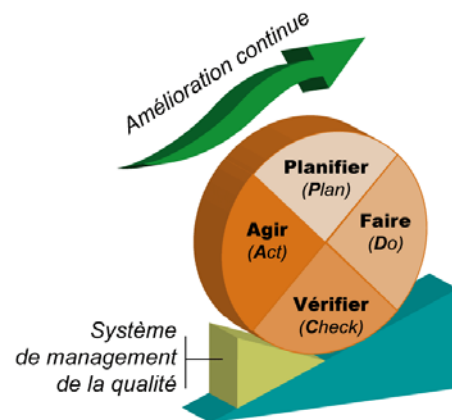 Amélioration continue
Planifier
(Plan)
Faire
(Do)
Agir
(Act)
Vérifier
(Check)
Système
de management
de la qualité